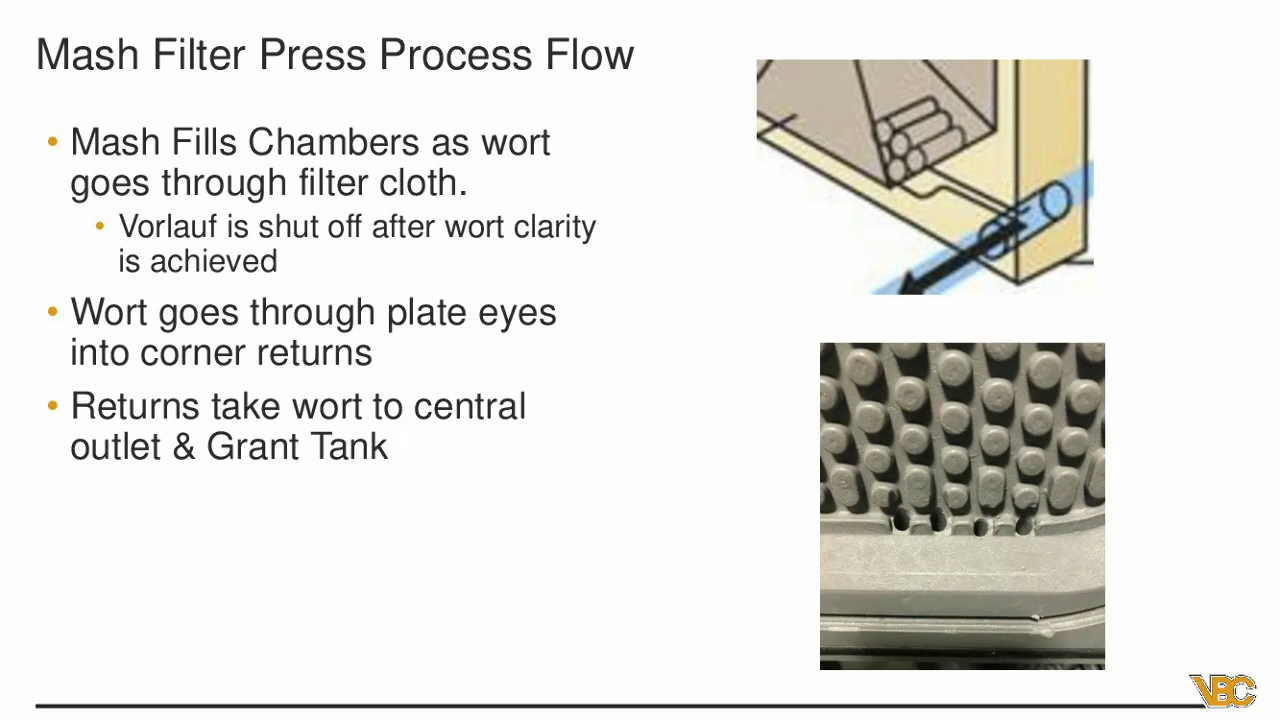 Mash Filter Press Process Flow
• Mash Fills Chambers as wort
goes through filter cloth.
• Vorlauf is shut off after wort clarity
is achieved
• Wort goes through plate eyes
into corner returns
• Returns take wort to central
outlet & Grant Tank
VBC